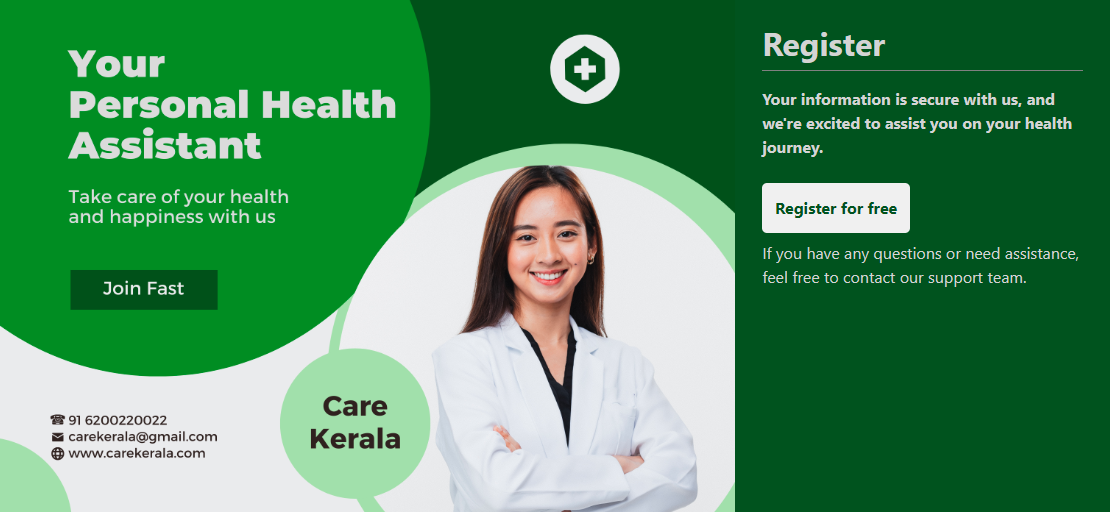 Your
Personal Health
Assistant
Take care of your health
and happiness with us
Join Fast
91 6200220022
carekerala@gmail.com
www.carekerala.com
Care
Kerala
Register
Your information is secure with us, and
we're excited to assist you on your health
journey.
Register for free
If you have any questions or need assistance,
feel free to contact our support team.